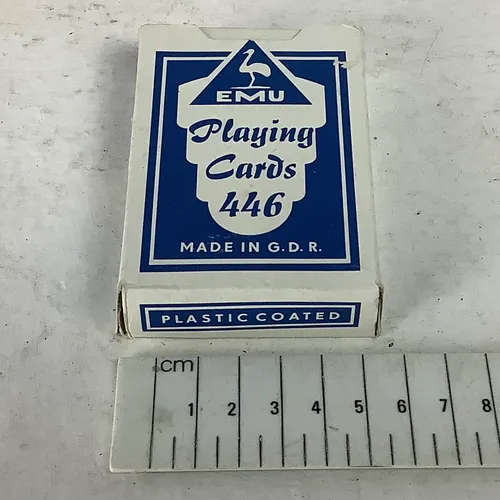 EMU
Playing
Cards
446
MADE IN G.D.R.
PLASTIC COATED
cm
1 2 3 4 5 6 7 8